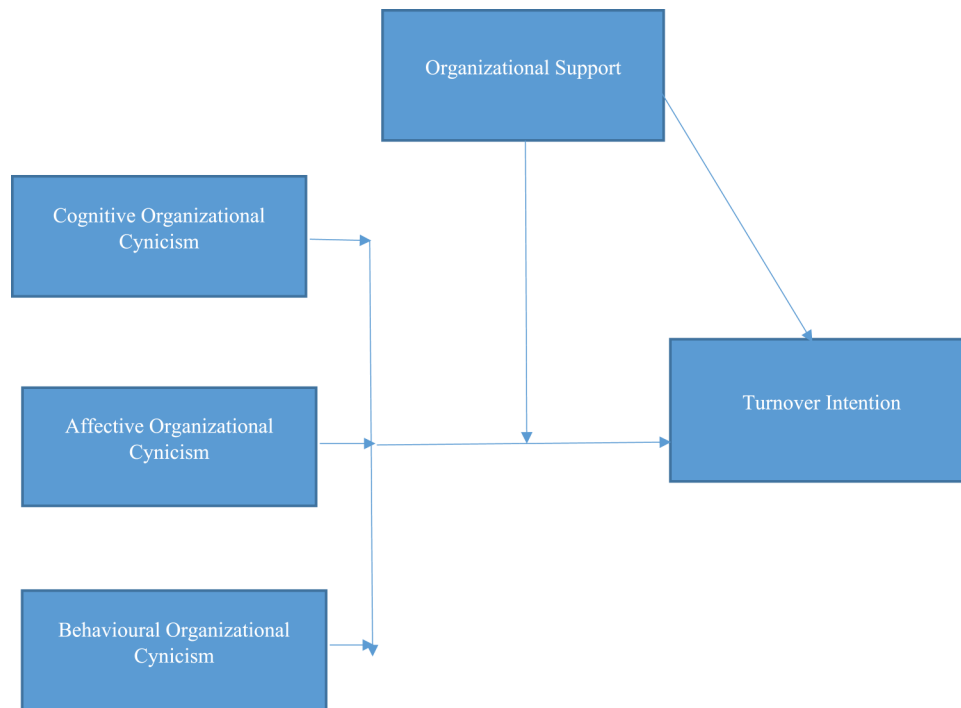 Organizational Support
Cognitive Organizational
Cynicism
Affective Organizational
Cynicism
Turnover Intention
Behavioural Organizational
Cynicism